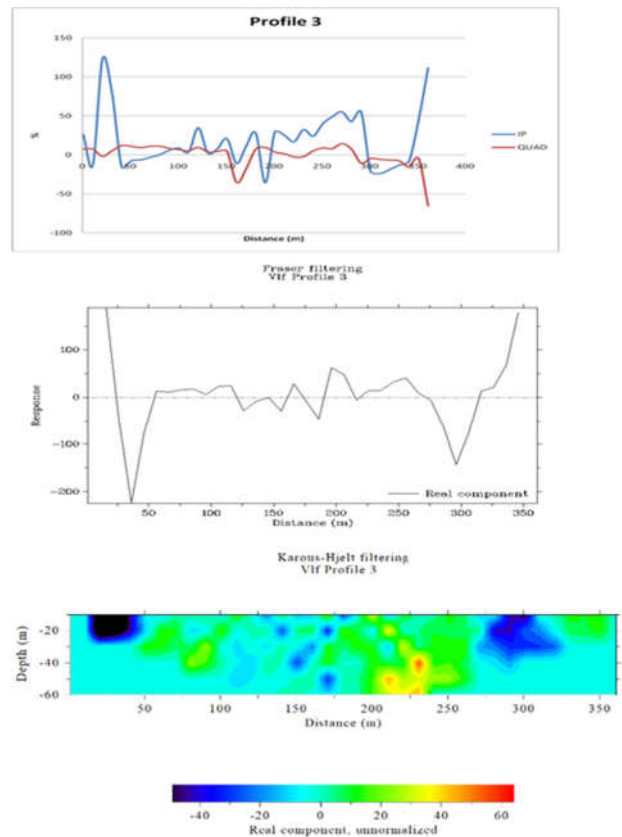 Profile 3
150
100
50
0
-50
-100
%
0 50 100 150 200 250 300 350 400
Distance (m)
IP
QUAD
Fraser filtering
Vlf Profile 3
100
0
-100
-200
Response
Real component
50 100 150 200 250 300 350
Distance (m)
Karous-Hjelt filtering
Vlf Profile 3
-20
-40
-60
Depth (m)
50 100 150 200 250 300 350
Distance (m)
-40 -20 0 20 40 60
Real component, unnormalized